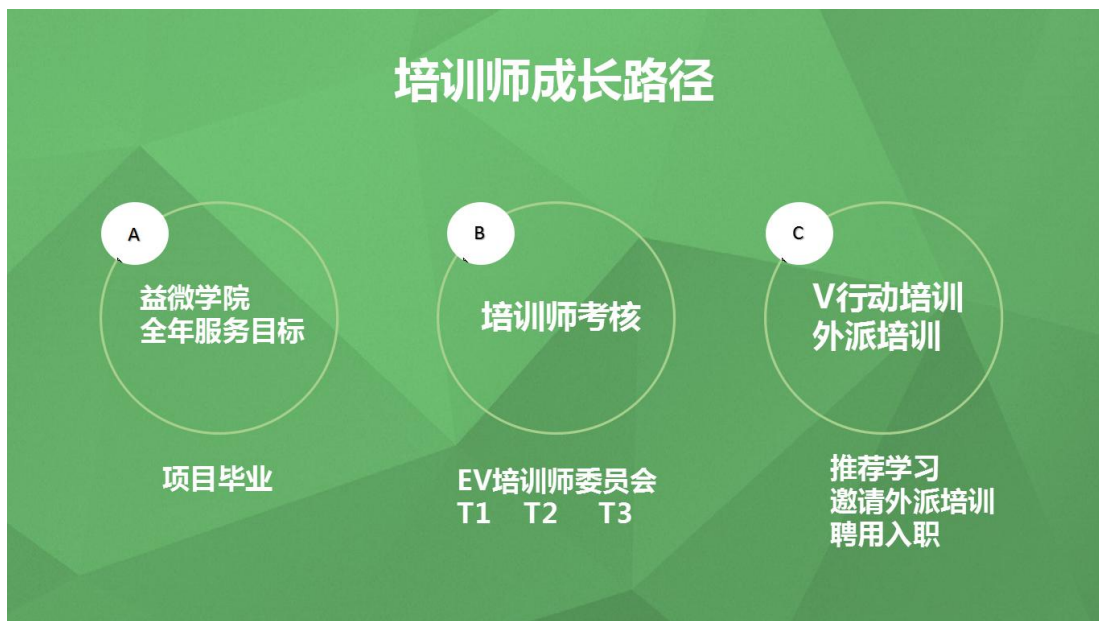 培训师成长路径
A
益微学院
全年服务目标
项目毕业
B
培训师考核
EV培训师委员会
T1 T2 T3
C
V行动培训
外派培训
推荐学习
邀请外派培训
聘用入职